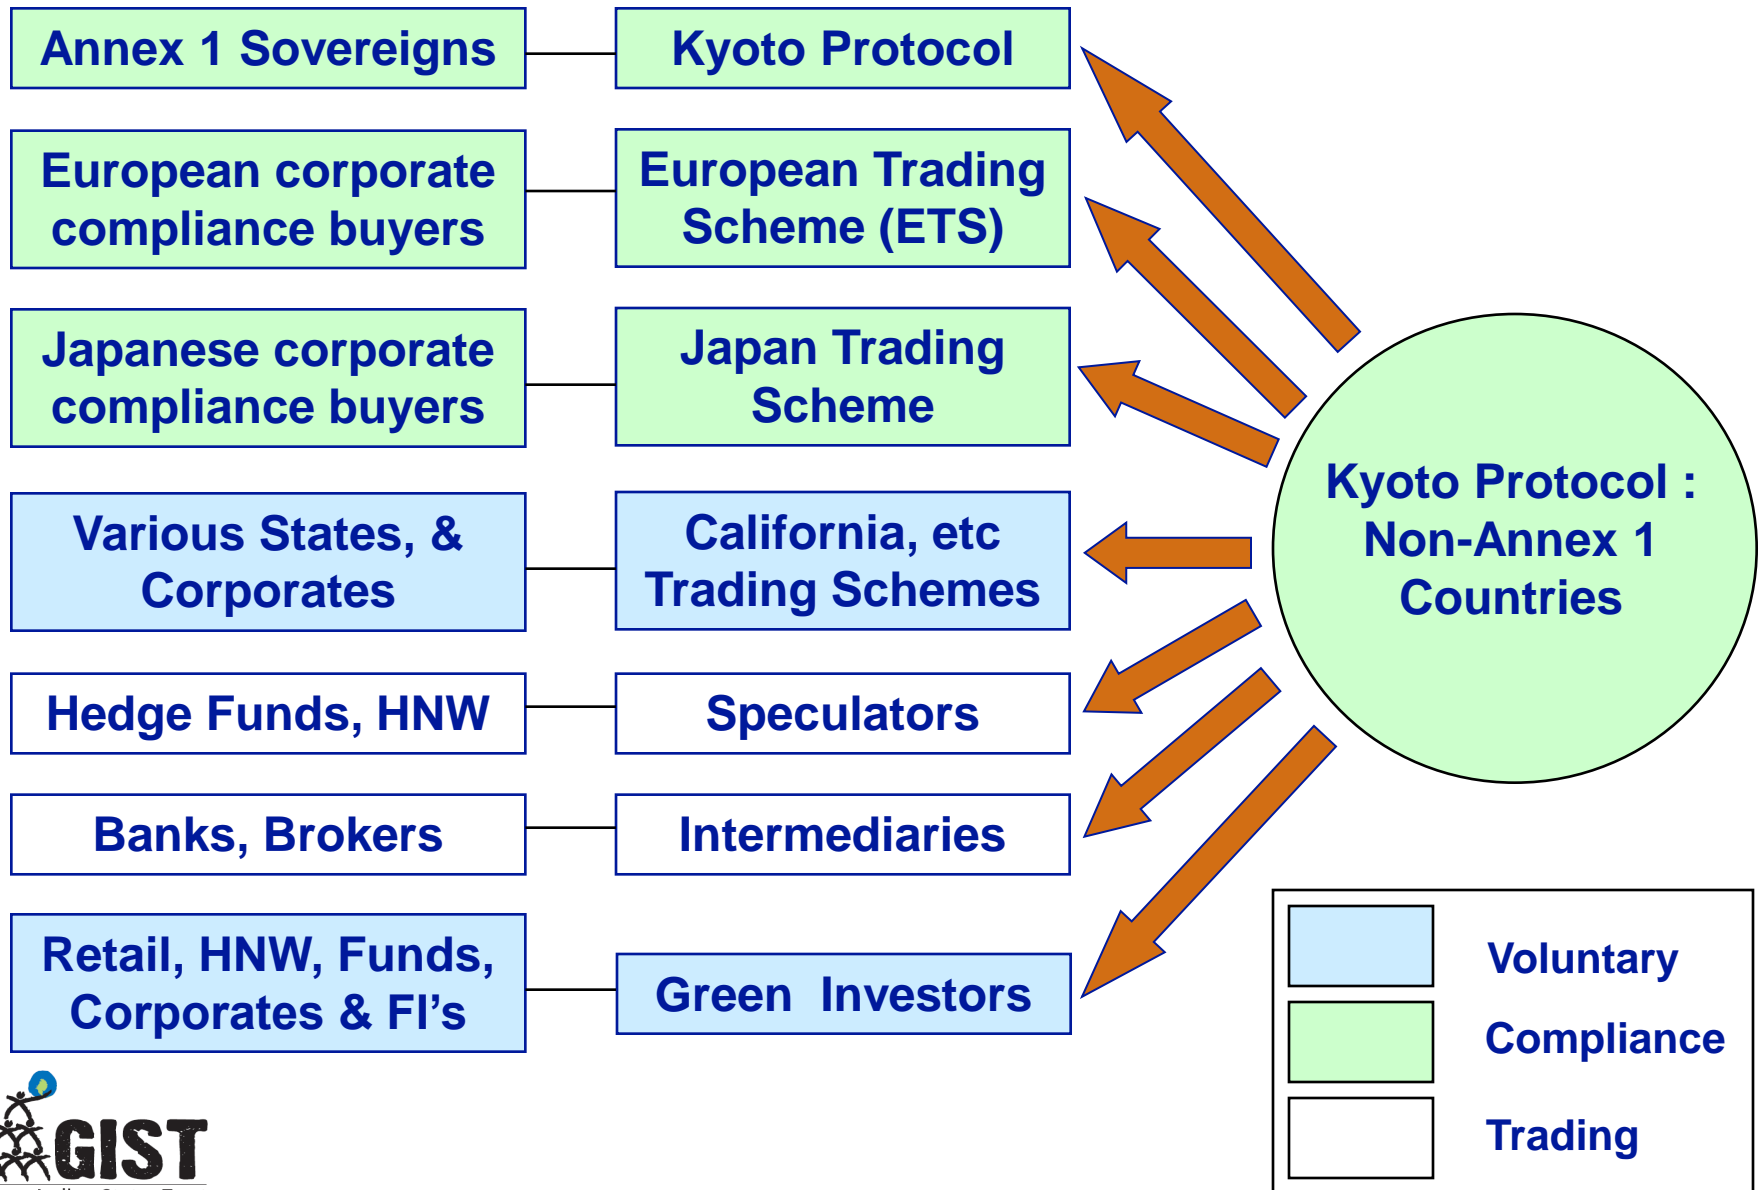 Annex 1 Sovereigns
Kyoto Protocol
European corporate
compliance buyers
European Trading
Scheme (ETS)
Japanese corporate
compliance buyers
Japan Trading
Scheme
Various States, &
Corporates
California, etc
Trading Schemes
Hedge Funds, HNW
Speculators
Banks, Brokers
Intermediaries
Retail, HNW, Funds,
Corporates & FI’s
Green  Investors
Kyoto Protocol :
Non-Annex 1
Countries
Voluntary
Compliance
Trading
GIST